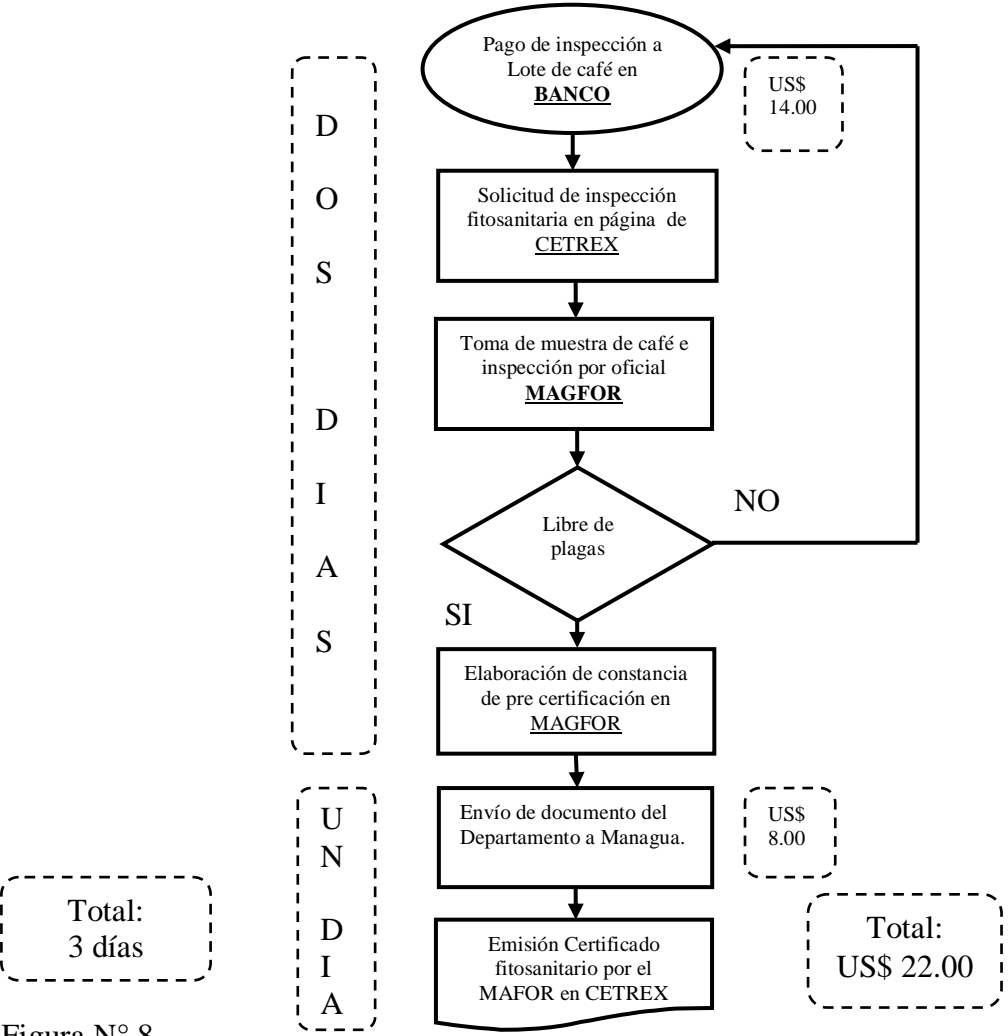 Pago de inspección a
Lote de café en
BANCO
US$
14.00
D
O
S
D
I
A
S
Solicitud de inspección
fitosanitaria en página de
CETREX
Toma de muestra de café e
inspección por oficial
MAGFOR
Libre de
plagas
NO
SI
Elaboración de constancia
de pre certificación en
MAGFOR
U
N
D
I
A
Envío de documento del
Departamento a Managua.
US$
8.00
Emisión Certificado
fitosanitario por el
MAFOR en CETREX
Total:
3 días
Total:
US$ 22.00
Figura N° 8